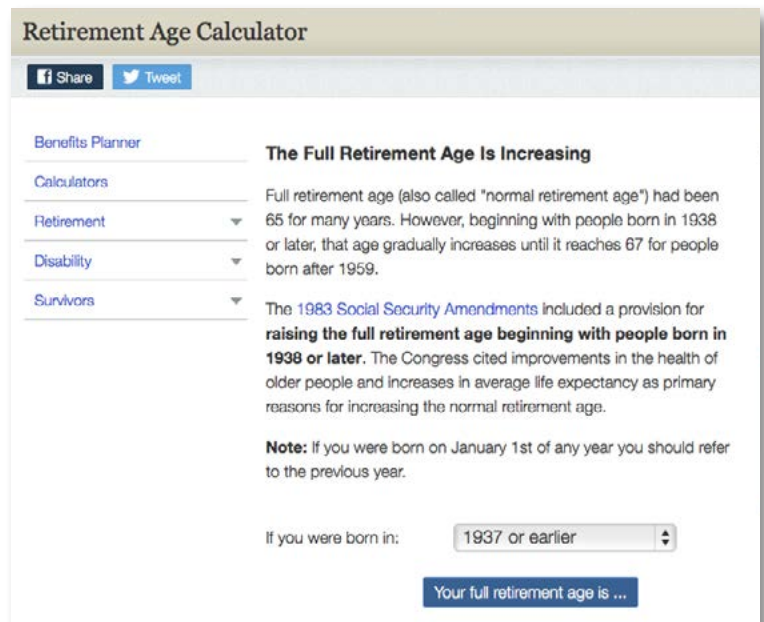 Retirement Age Calculator
Share Tweet
Benefits Planner
Calculators
Retirement
Disability
Survivors
The Full Retirement Age Is Increasing
Full retirement age (also called "normal retirement age") had been
65 for many years. However, beginning with people born in 1938
or later, that age gradually increases until it reaches 67 for people
born after 1959.
The 1983 Social Security Amendments included a provision for
raising the full retirement age beginning with people born in
1938 or later. The Congress cited improvements in the health of
older people and increases in average life expectancy as primary
reasons for increasing the normal retirement age.
Note: If you were born on January 1st of any year you should refer
to the previous year.
If you were born in: 1937 or earlier
Your full retirement age is ...